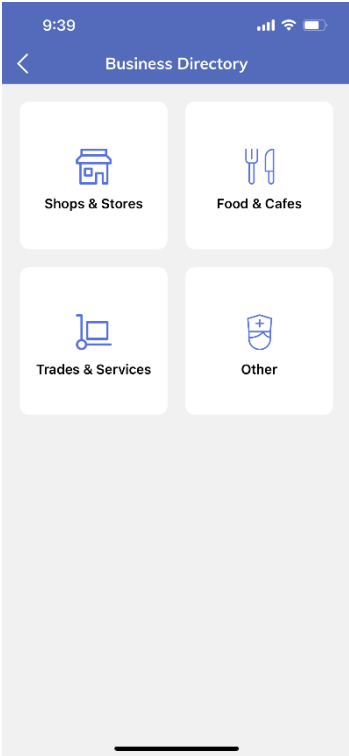 9:39
Business Directory
Shops & Stores
Food & Cafes
Trades & Services
Other